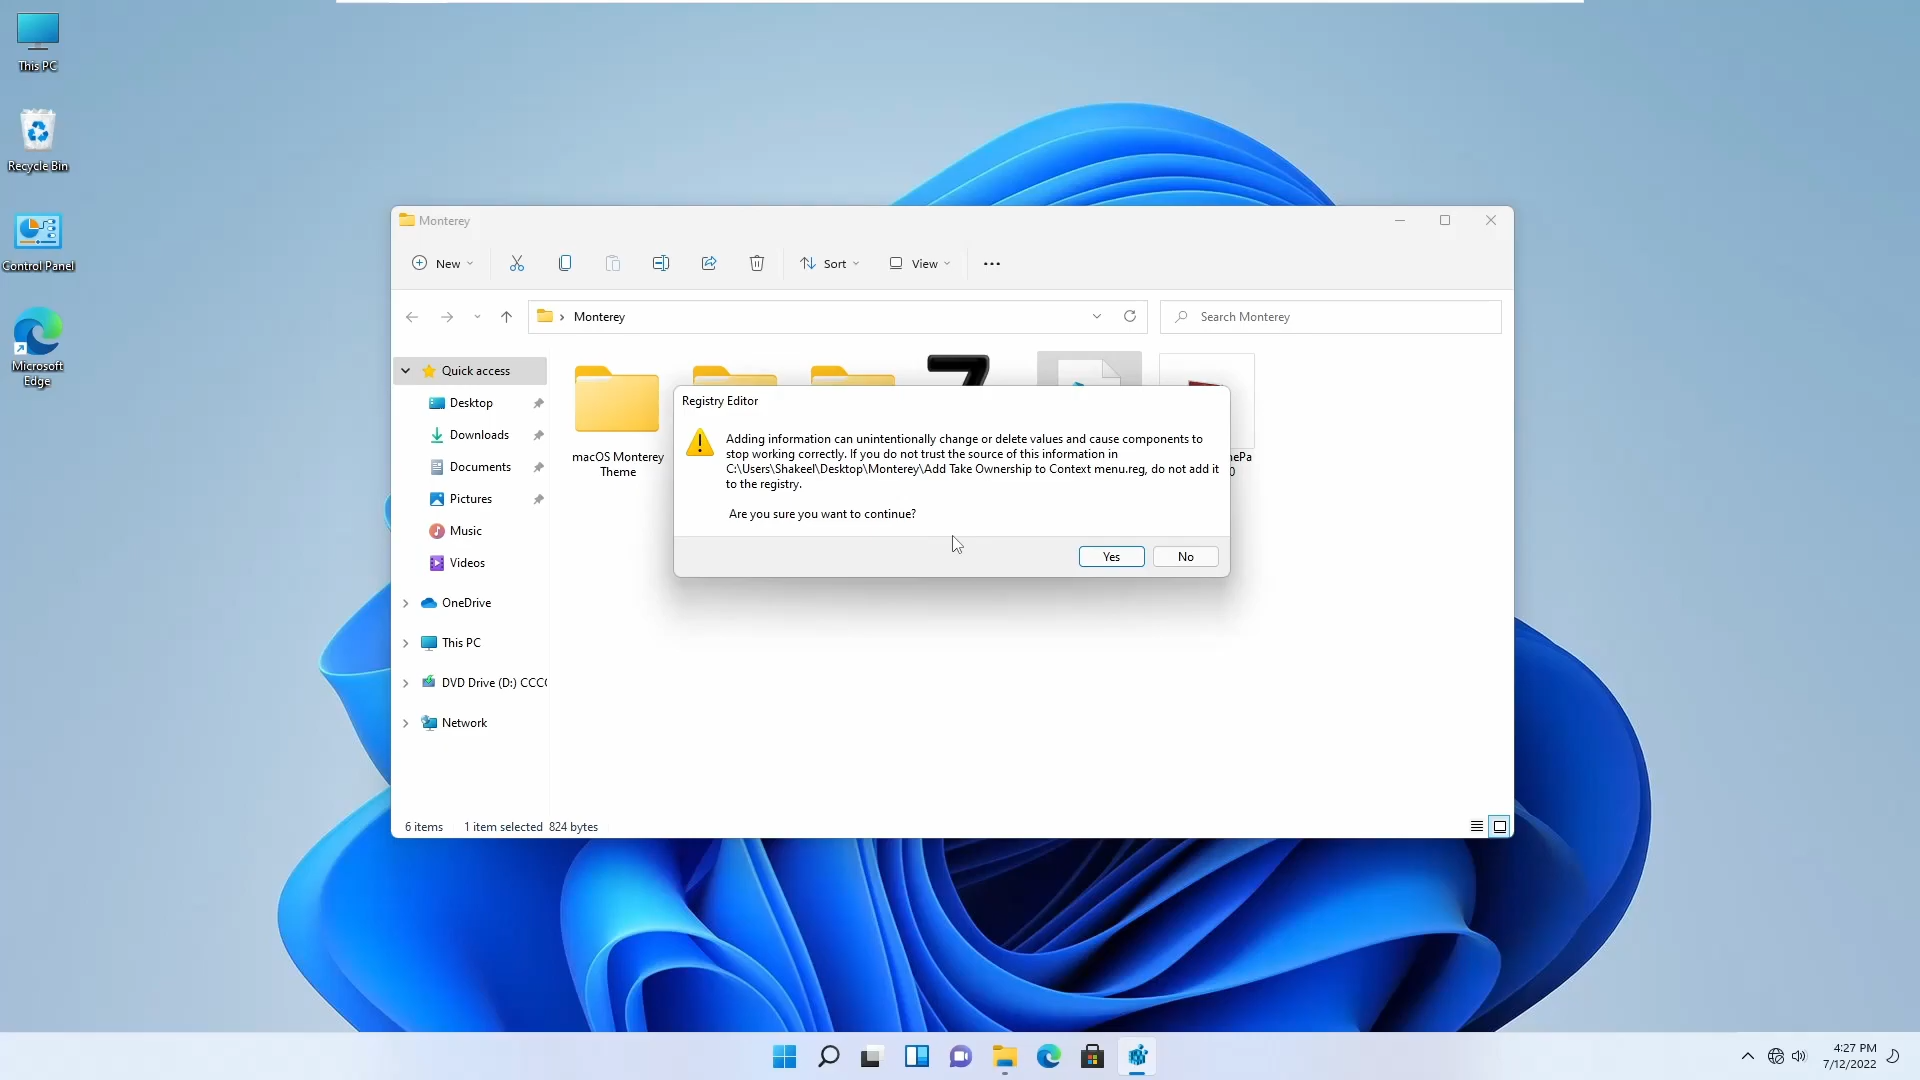 This PC
Recycle Bin
Control Panel
Microsoft
Edge
Monterey
New
Sort
View
Monterey
Search Monterey
Quick access
Desktop
Downloads
Documents
Pictures
Music
Videos
OneDrive
This PC
DVD Drive (D:) CCC
Network
macOS Monterey
Theme
Registry Editor
Adding information can unintentionally change or delete values and cause components to
stop working correctly. If you do not trust the source of this information in
C:\Users\Shakeel\Desktop\Monterey\Add Take Ownership to Context menu.reg, do not add it
to the registry.
Are you sure you want to continue?
Yes
No
6 items
1 item selected
824 bytes
4:27 PM
7/12/2022